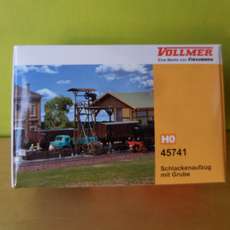 VOLLMER
Eine Marke von Viessmann
H0
45741
Schlackenaufzug
mit Grube